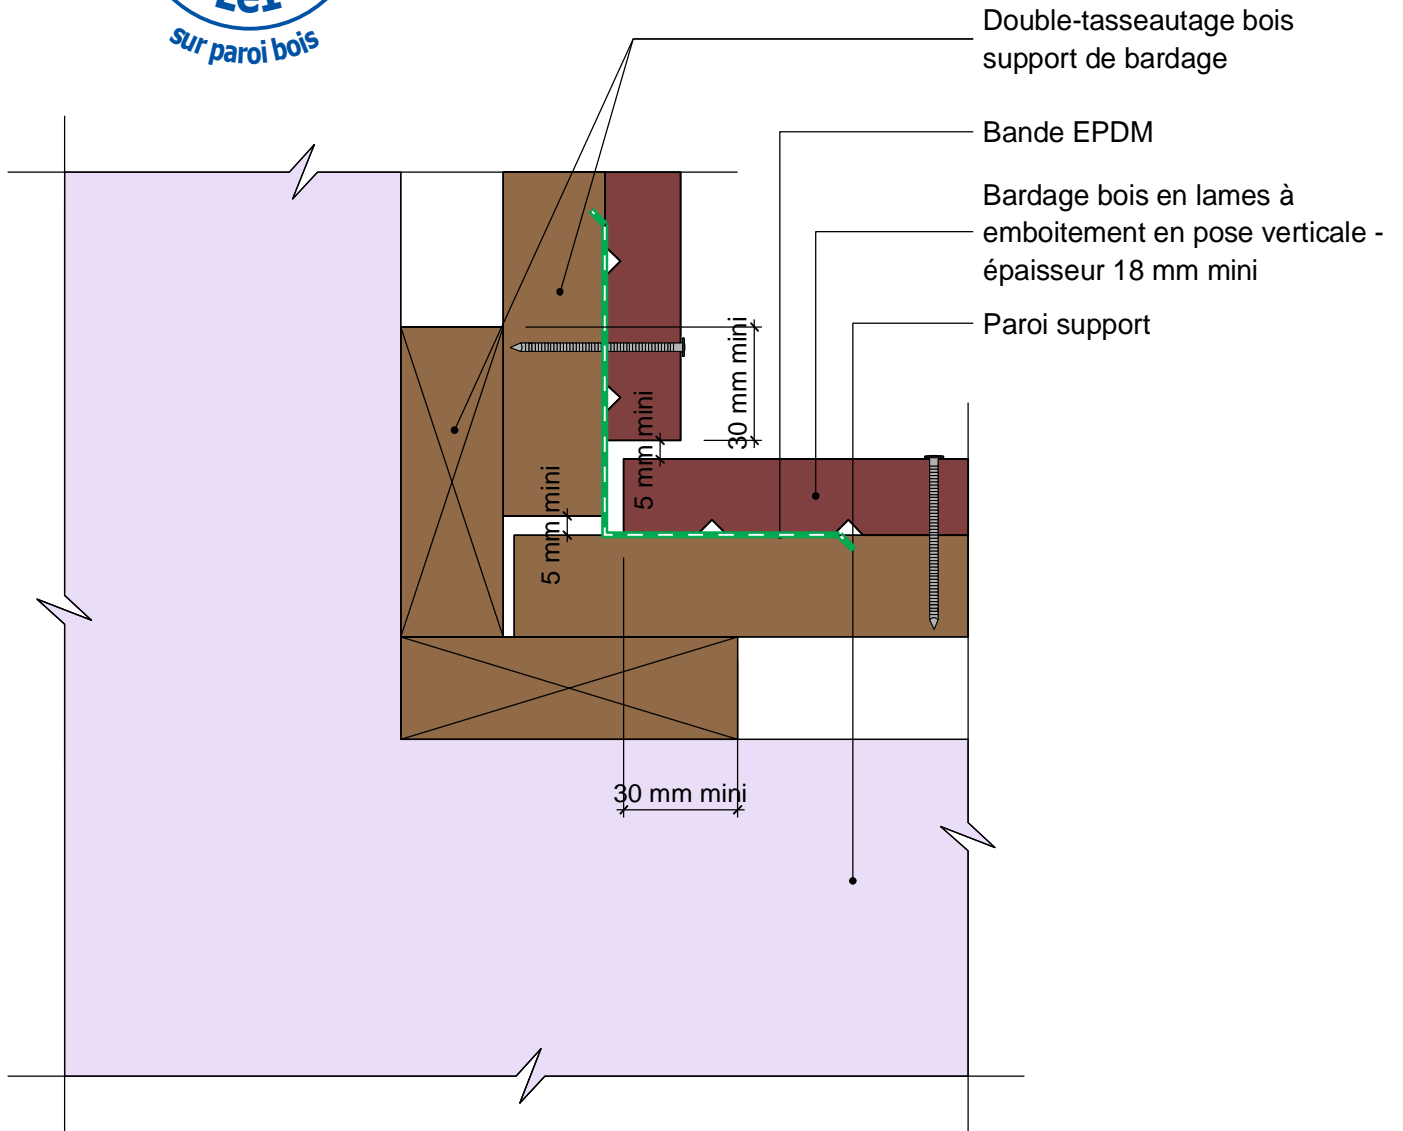 sur paroi bois
Double-tasseautage bois
support de bardage
Bande EPDM
Bardage bois en lames à
emboitement en pose verticale -
épaisseur 18 mm mini
Paroi support
30 mm mini
5 mm mini
5 mm mini
30 mm mini